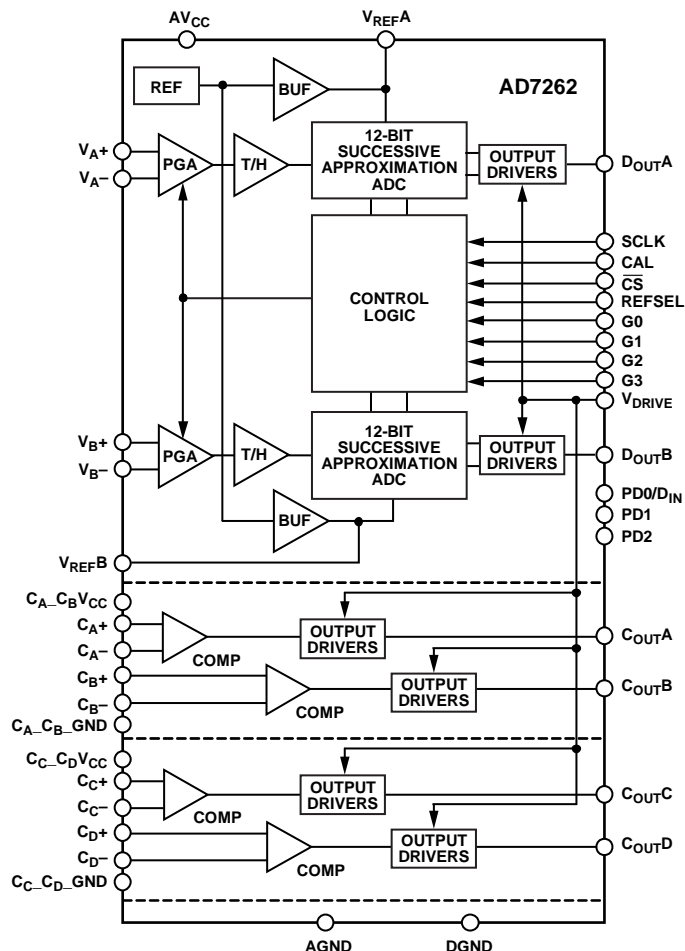 AVCC
VREFA
REF
BUF
AD7262
VA+
VA−
PGA
T/H
12-BIT
SUCCESSIVE
APPROXIMATION
ADC
OUTPUT
DRIVERS
DOUTA
SCLK
CAL
CS
REFSEL
G0
G1
G2
G3
VDRIVE
CONTROL
LOGIC
VB+
VB−
PGA
T/H
12-BIT
SUCCESSIVE
APPROXIMATION
ADC
OUTPUT
DRIVERS
DOUTB
PD0/DIN
PD1
PD2
BUF
VREFB
CA_CBVCC
CA+
CA−
COMP
OUTPUT
DRIVERS
COUTA
CB+
CB−
COMP
OUTPUT
DRIVERS
COUTB
CA_CB_GND
CC_CDVCC
CC+
CC−
COMP
OUTPUT
DRIVERS
COUTC
CD+
CD−
COMP
OUTPUT
DRIVERS
COUTD
CC_CD_GND
AGND
DGND